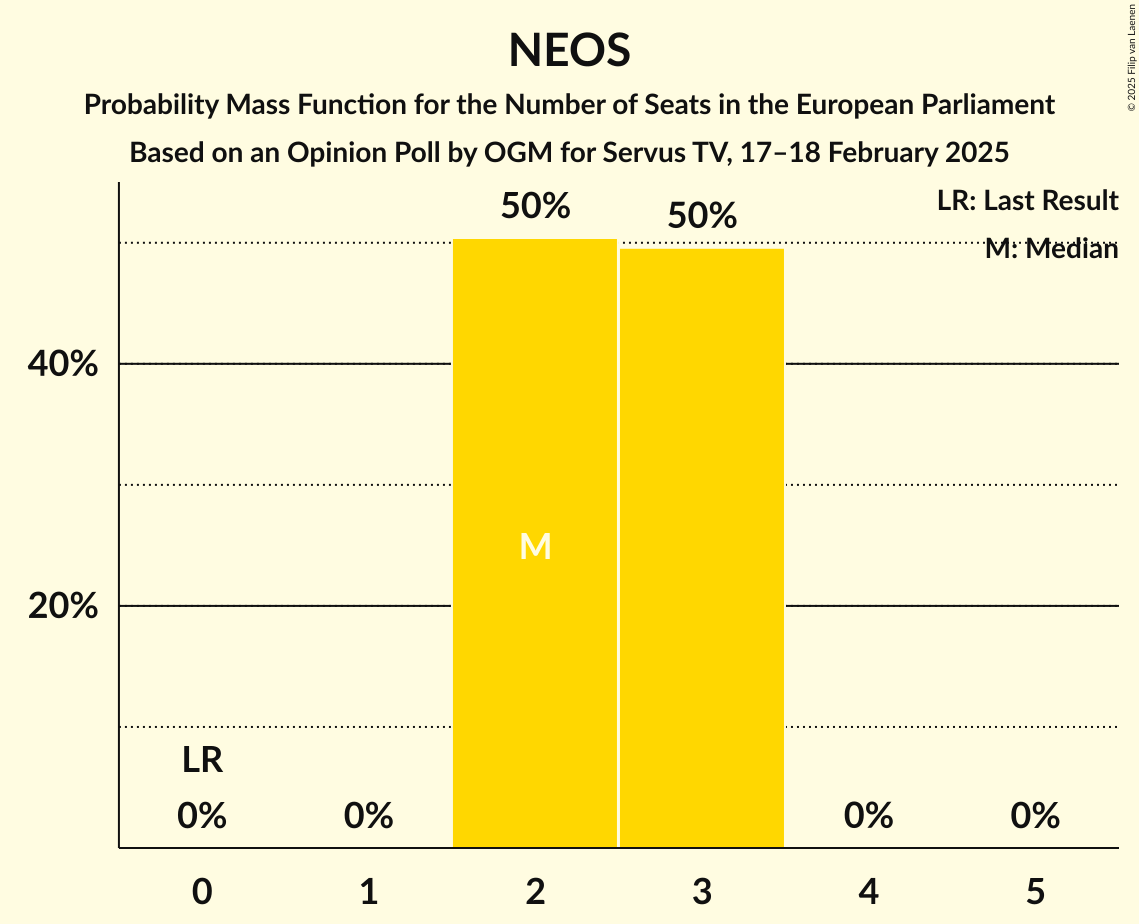 NEOS
Probability Mass Function for the Number of Seats in the European Parliament
Based on an Opinion Poll by OGM for Servus TV, 17–18 February 2025
© 2025 Filip van Laenen
LR: Last Result
M: Median
50%
50%
40%
20%
M
LR
0%
0%
0%
0%
0
1
2
3
4
5